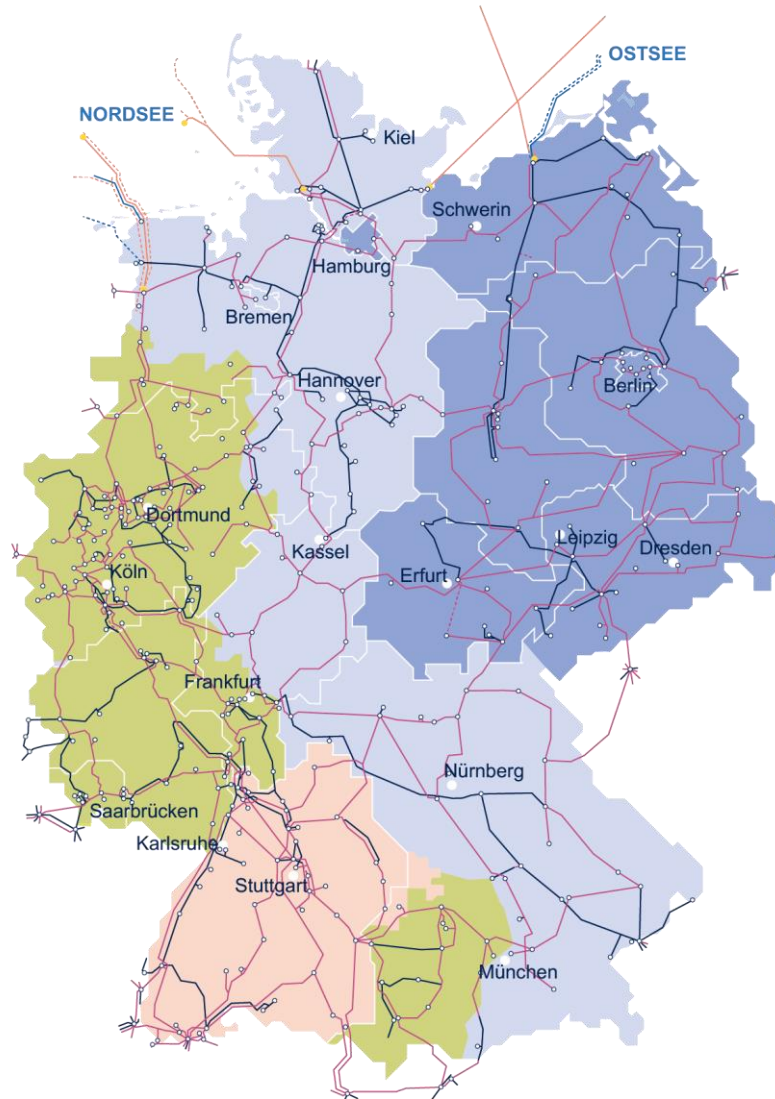 OSTSEE
NORDSEE
Kiel
Schwerin
Hamburg
Bremen
Hannover
Berlin
Dortmund
Kassel
Leipzig
Dresden
Köln
Erfurt
Frankfurt
Nürnberg
Saarbrücken
Karlsruhe
Stuttgart
München